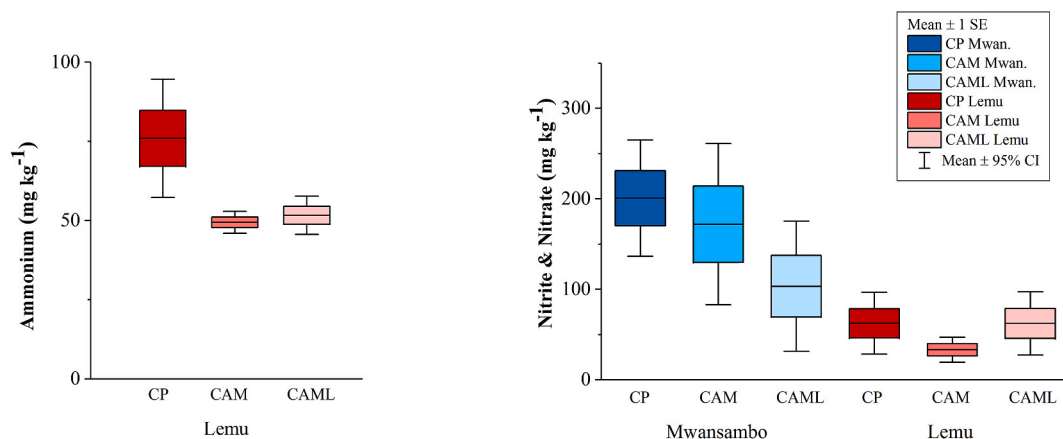 Ammonium (mg kg⁻¹)
100
50
0
CP CAM CAML
Lemu
Nitrite & Nitrate (mg kg⁻¹)
300
200
100
0
CP CAM CAML CP CAM CAML
Mwansambo Lemu
Mean ± 1 SE
CP Mwan.
CAM Mwan.
CAML Mwan.
CP Lemu
CAM Lemu
CAML Lemu
Mean ± 95% CI